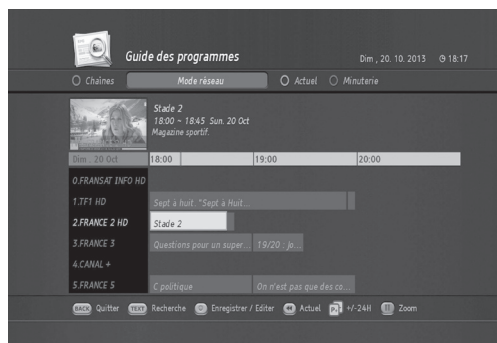 Guide des programmes
Dim , 20. 10. 2013 18:17
Chaînes Mode réseau Actuel Minuterie
Stade 2
18:00 ~ 18:45 Sun. 20 Oct
Magazine sportif.
Dim . 20 Oct 18:00 19:00 20:00
0.FRANSAT INFO HD
1.TF1 HD Sept à huit. "Sept à Huit...
2.FRANCE 2 HD Stade 2
3.FRANCE 3 Questions pour un super... 19/20 : Jo...
4.CANAL +
5.FRANCE 5 C politique On n'est pas que des co...
BACK Quitter TEXT Recherche Enregistrer / Editer Actuel P. +/-24H Zoom